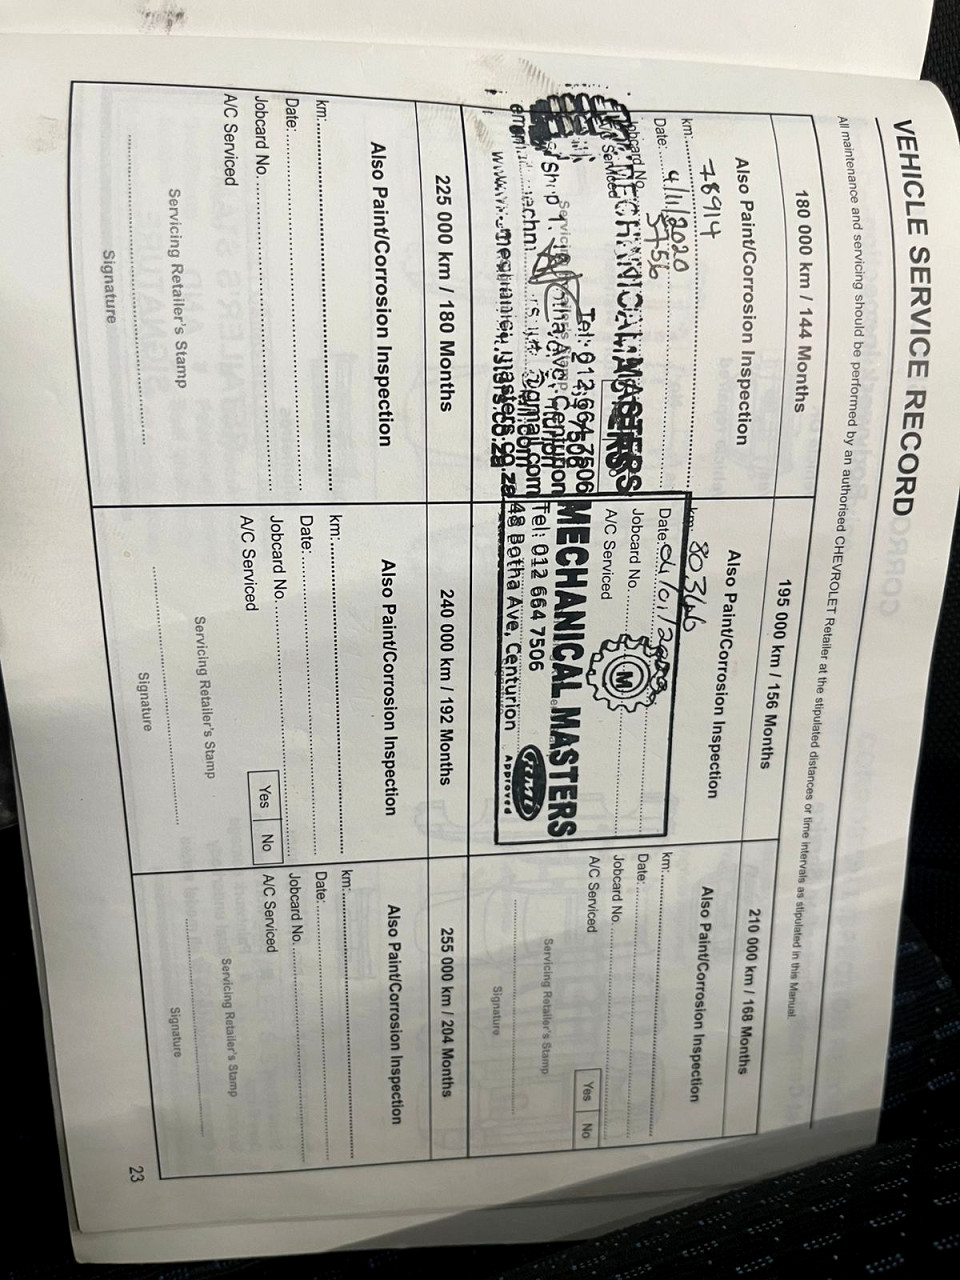 VEHICLE SERVICE RECORD
All maintenance and servicing should be performed by an authorised CHEVROLET Retailer at the stipulated distances or time intervals as stipulated in this Manual.
180 000 km / 144 Months
Also Paint/Corrosion Inspection
km:
78914
Date: 4/11/2020
Jobcard No. 5756
A/C Serviced
MECHANICAL MASTERS
Tel: 012 664 7506
Ave, Centurion
@gmail.com
195 000 km / 156 Months
Also Paint/Corrosion Inspection
km:
Date: 04/01/
Jobcard No.
A/C Serviced
M
MECHANICAL MASTERS
Tel: 012 664 7506
48 Botha Ave, Centurion
Approved
210 000 km / 168 Months
Also Paint/Corrosion Inspection
km:
Date:
Jobcard No.
A/C Serviced Yes No
Servicing Retailer's Stamp
Signature
225 000 km / 180 Months
Also Paint/Corrosion Inspection
km:
Date:
Jobcard No.
A/C Serviced
Servicing Retailer's Stamp
Signature
240 000 km / 192 Months
Also Paint/Corrosion Inspection
km:
Date:
Jobcard No.
A/C Serviced Yes No
Servicing Retailer's Stamp
Signature
255 000 km / 204 Months
Also Paint/Corrosion Inspection
km:
Date:
Jobcard No.
A/C Serviced
Servicing Retailer's Stamp
Signature
23